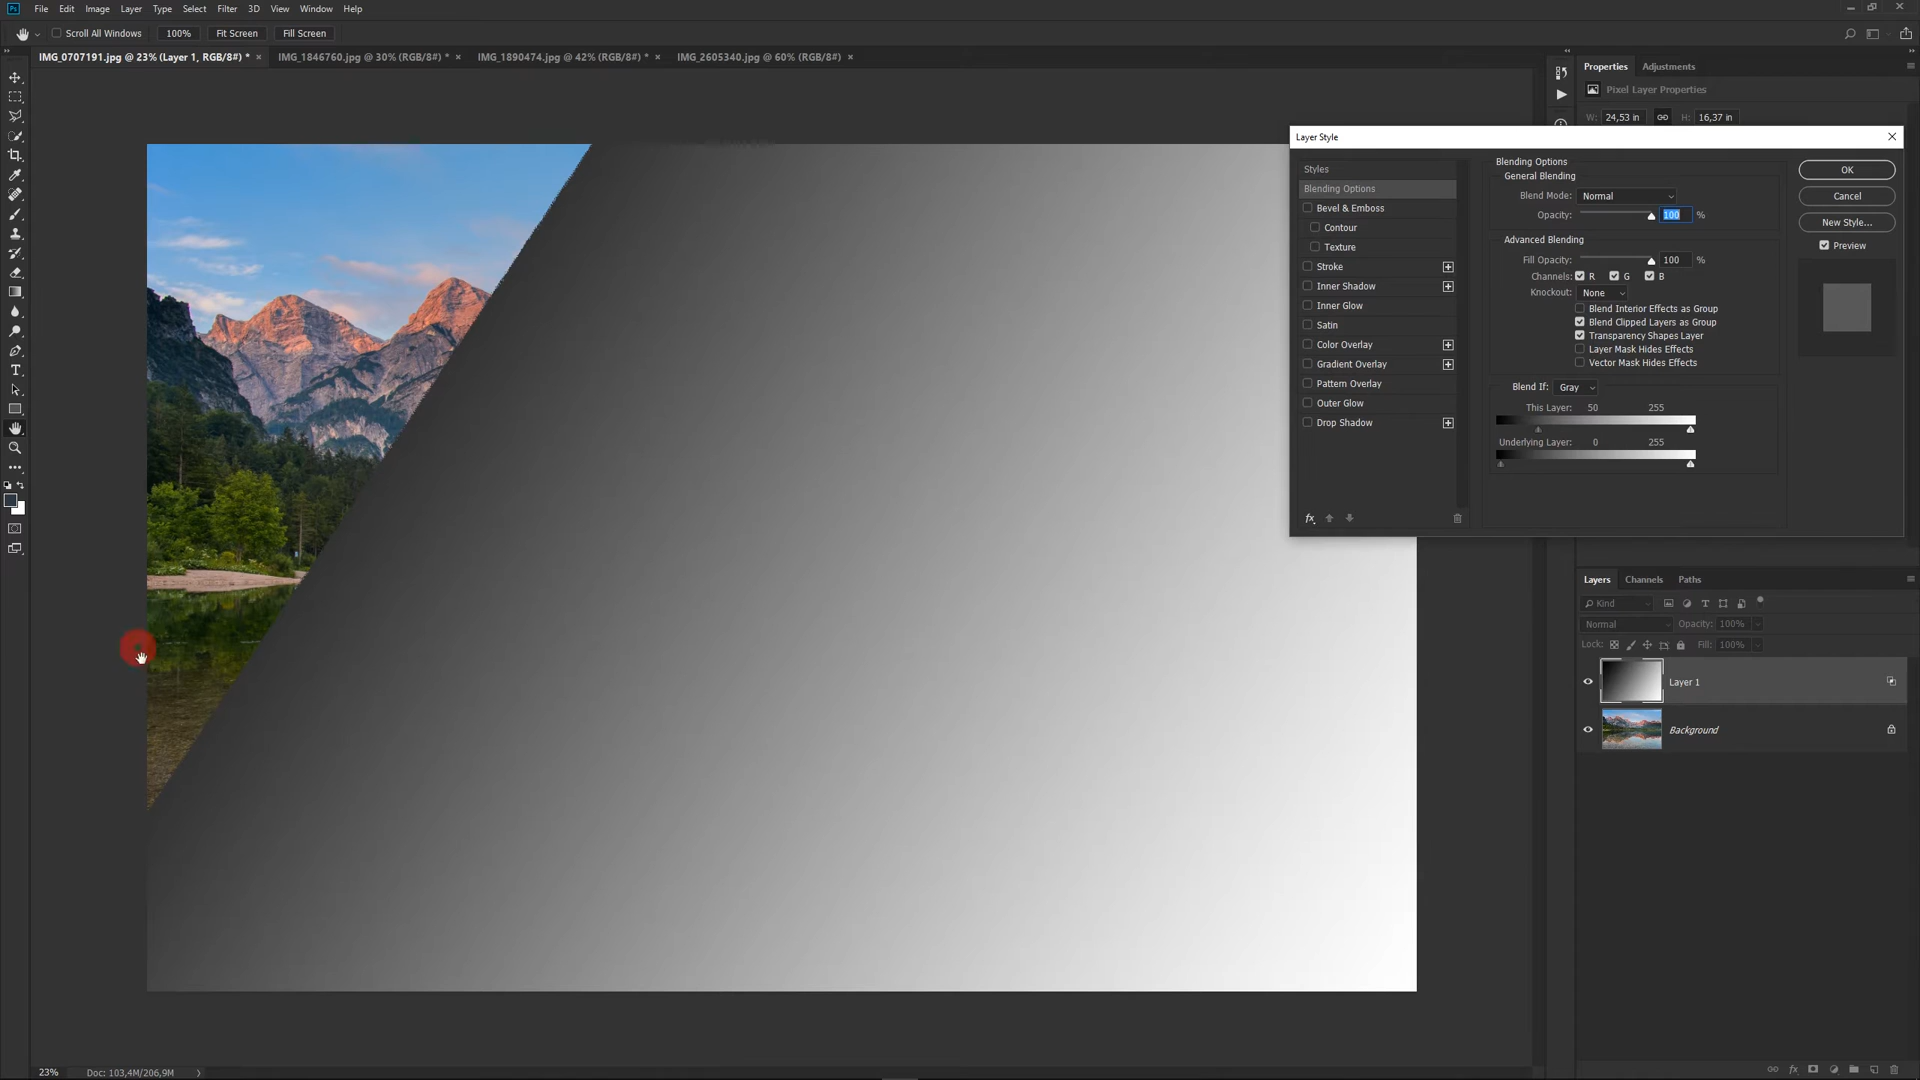 Ps File Edit Image Layer Type Select Filter 3D View Window Help
Scroll All Windows 100% Fit Screen Fill Screen
IMG_0707191.jpg @ 23% (Layer 1, RGB/8#) * × IMG_1846760.jpg @ 30% (RGB/8#) * × IMG_1890474.jpg @ 42% (RGB/8#) * × IMG_2605340.jpg @ 60% (RGB/8#) ×
Properties Adjustments
Pixel Layer Properties
W: 24,53 in H: 16,37 in
Layer Style
Styles
Blending Options
Bevel & Emboss
Contour
Texture
Stroke
Inner Shadow
Inner Glow
Satin
Color Overlay
Gradient Overlay
Pattern Overlay
Outer Glow
Drop Shadow
fx
Blending Options
General Blending
Blend Mode: Normal
Opacity: 100 %
Advanced Blending
Fill Opacity: 100 %
Channels: R G B
Knockout: None
Blend Interior Effects as Group
Blend Clipped Layers as Group
Transparency Shapes Layer
Layer Mask Hides Effects
Vector Mask Hides Effects
Blend If: Gray
This Layer: 50 255
Underlying Layer: 0 255
OK
Cancel
New Style...
Preview
Layers Channels Paths
Kind
Normal Opacity: 100%
Lock: Fill: 100%
Layer 1
Background
fx
23% Doc: 103,4M/206,9M